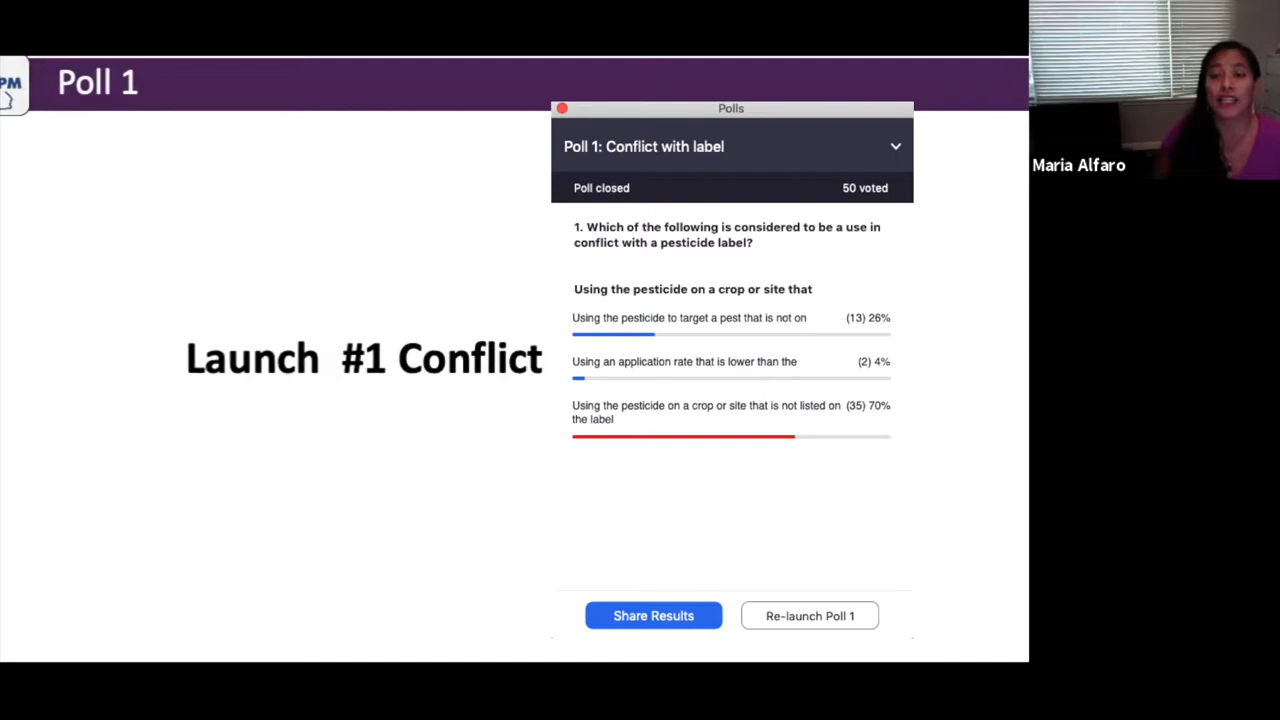 PM
Poll 1
Polls
Poll 1: Conflict with label
Poll closed 50 voted
1. Which of the following is considered to be a use in
conflict with a pesticide label?
Using the pesticide on a crop or site that
Using the pesticide to target a pest that is not on (13) 26%
Using an application rate that is lower than the (2) 4%
Using the pesticide on a crop or site that is not listed on (35) 70%
the label
Launch #1 Conflict
Share Results Re-launch Poll 1
Maria Alfaro